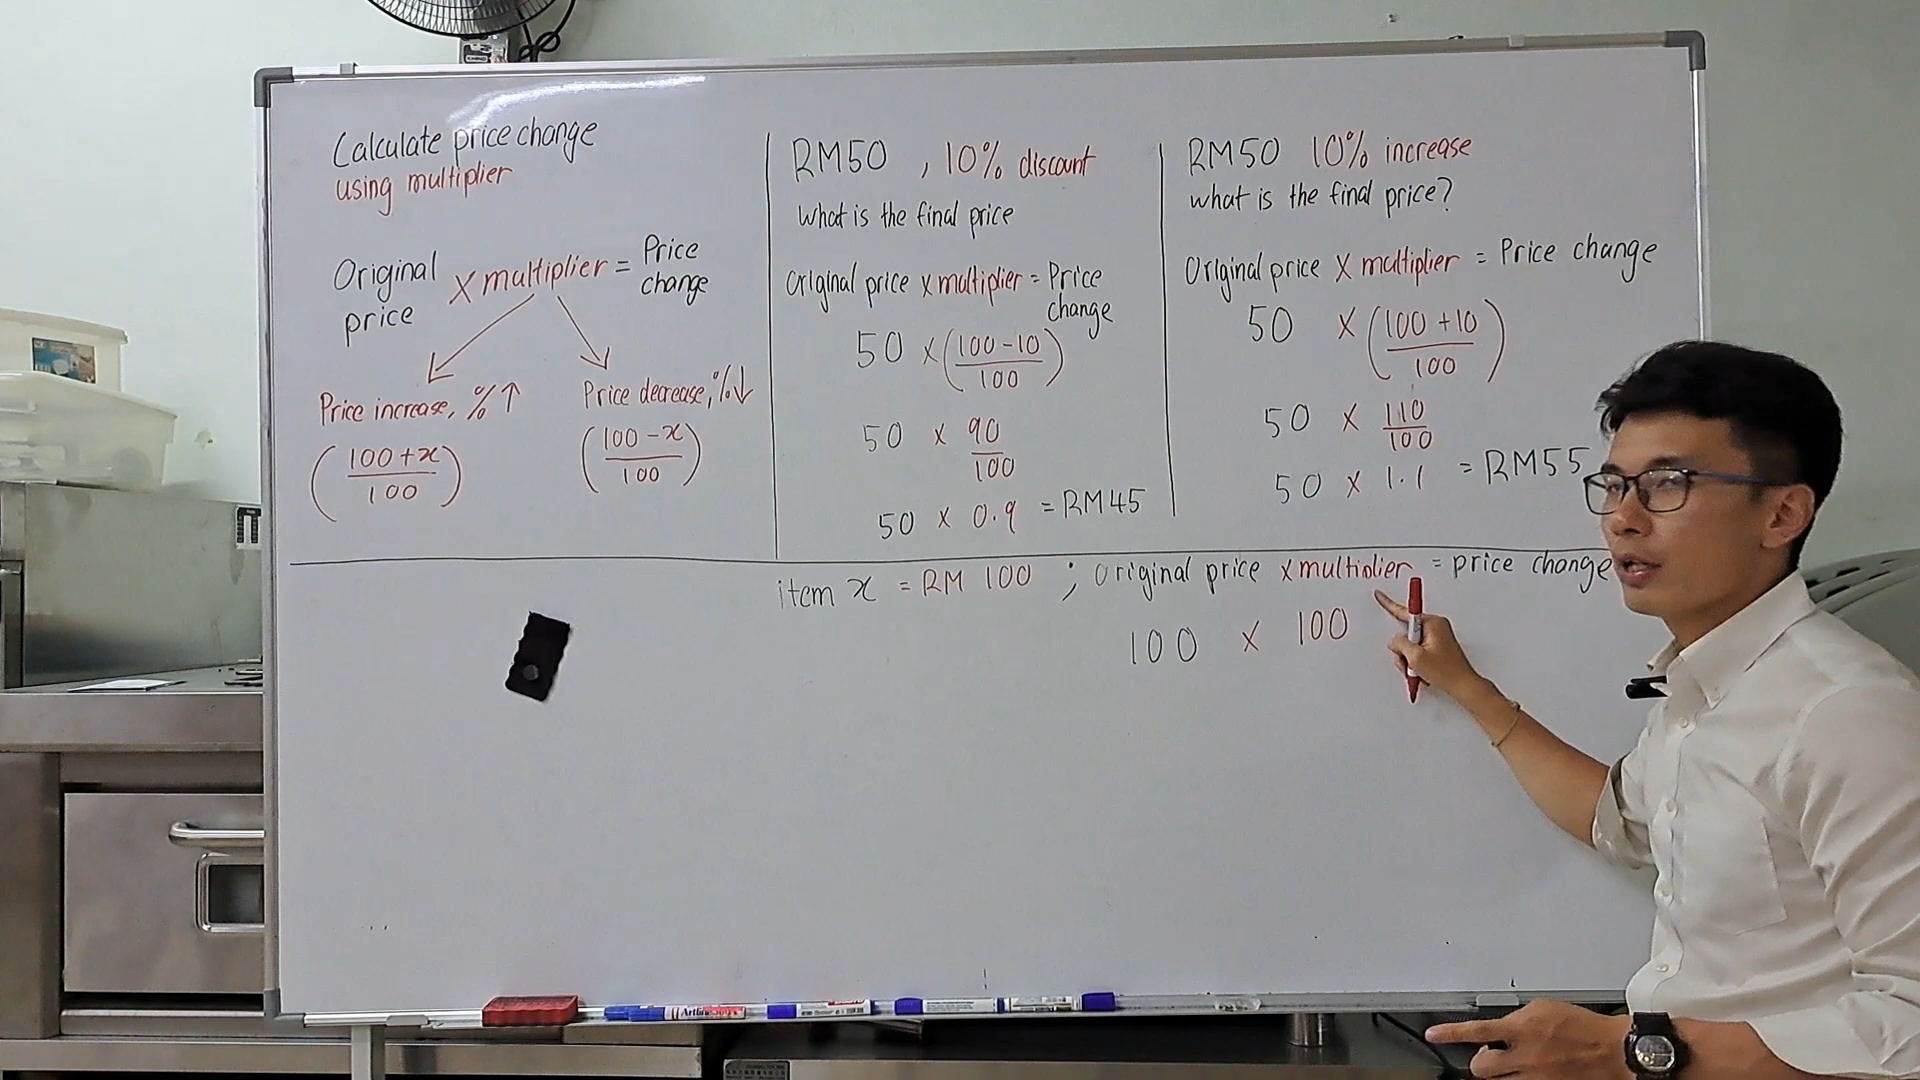 Calculate price change
using multiplier
Original price × multiplier = Price change
Price increase, %↑
(100 + x / 100)
Price decrease, %↓
(100 - x / 100)
RM50 , 10% discount
What is the final price
Original price × multiplier = Price change
50 × (100 - 10 / 100)
50 × 90 / 100
50 × 0.9 = RM45
RM50 10% increase
what is the final price?
Original price × multiplier = Price change
50 × (100 + 10 / 100)
50 × 110 / 100
50 × 1.1 = RM55
item x = RM 100 ; Original price × multiplier = price change
100 × 100
Artline